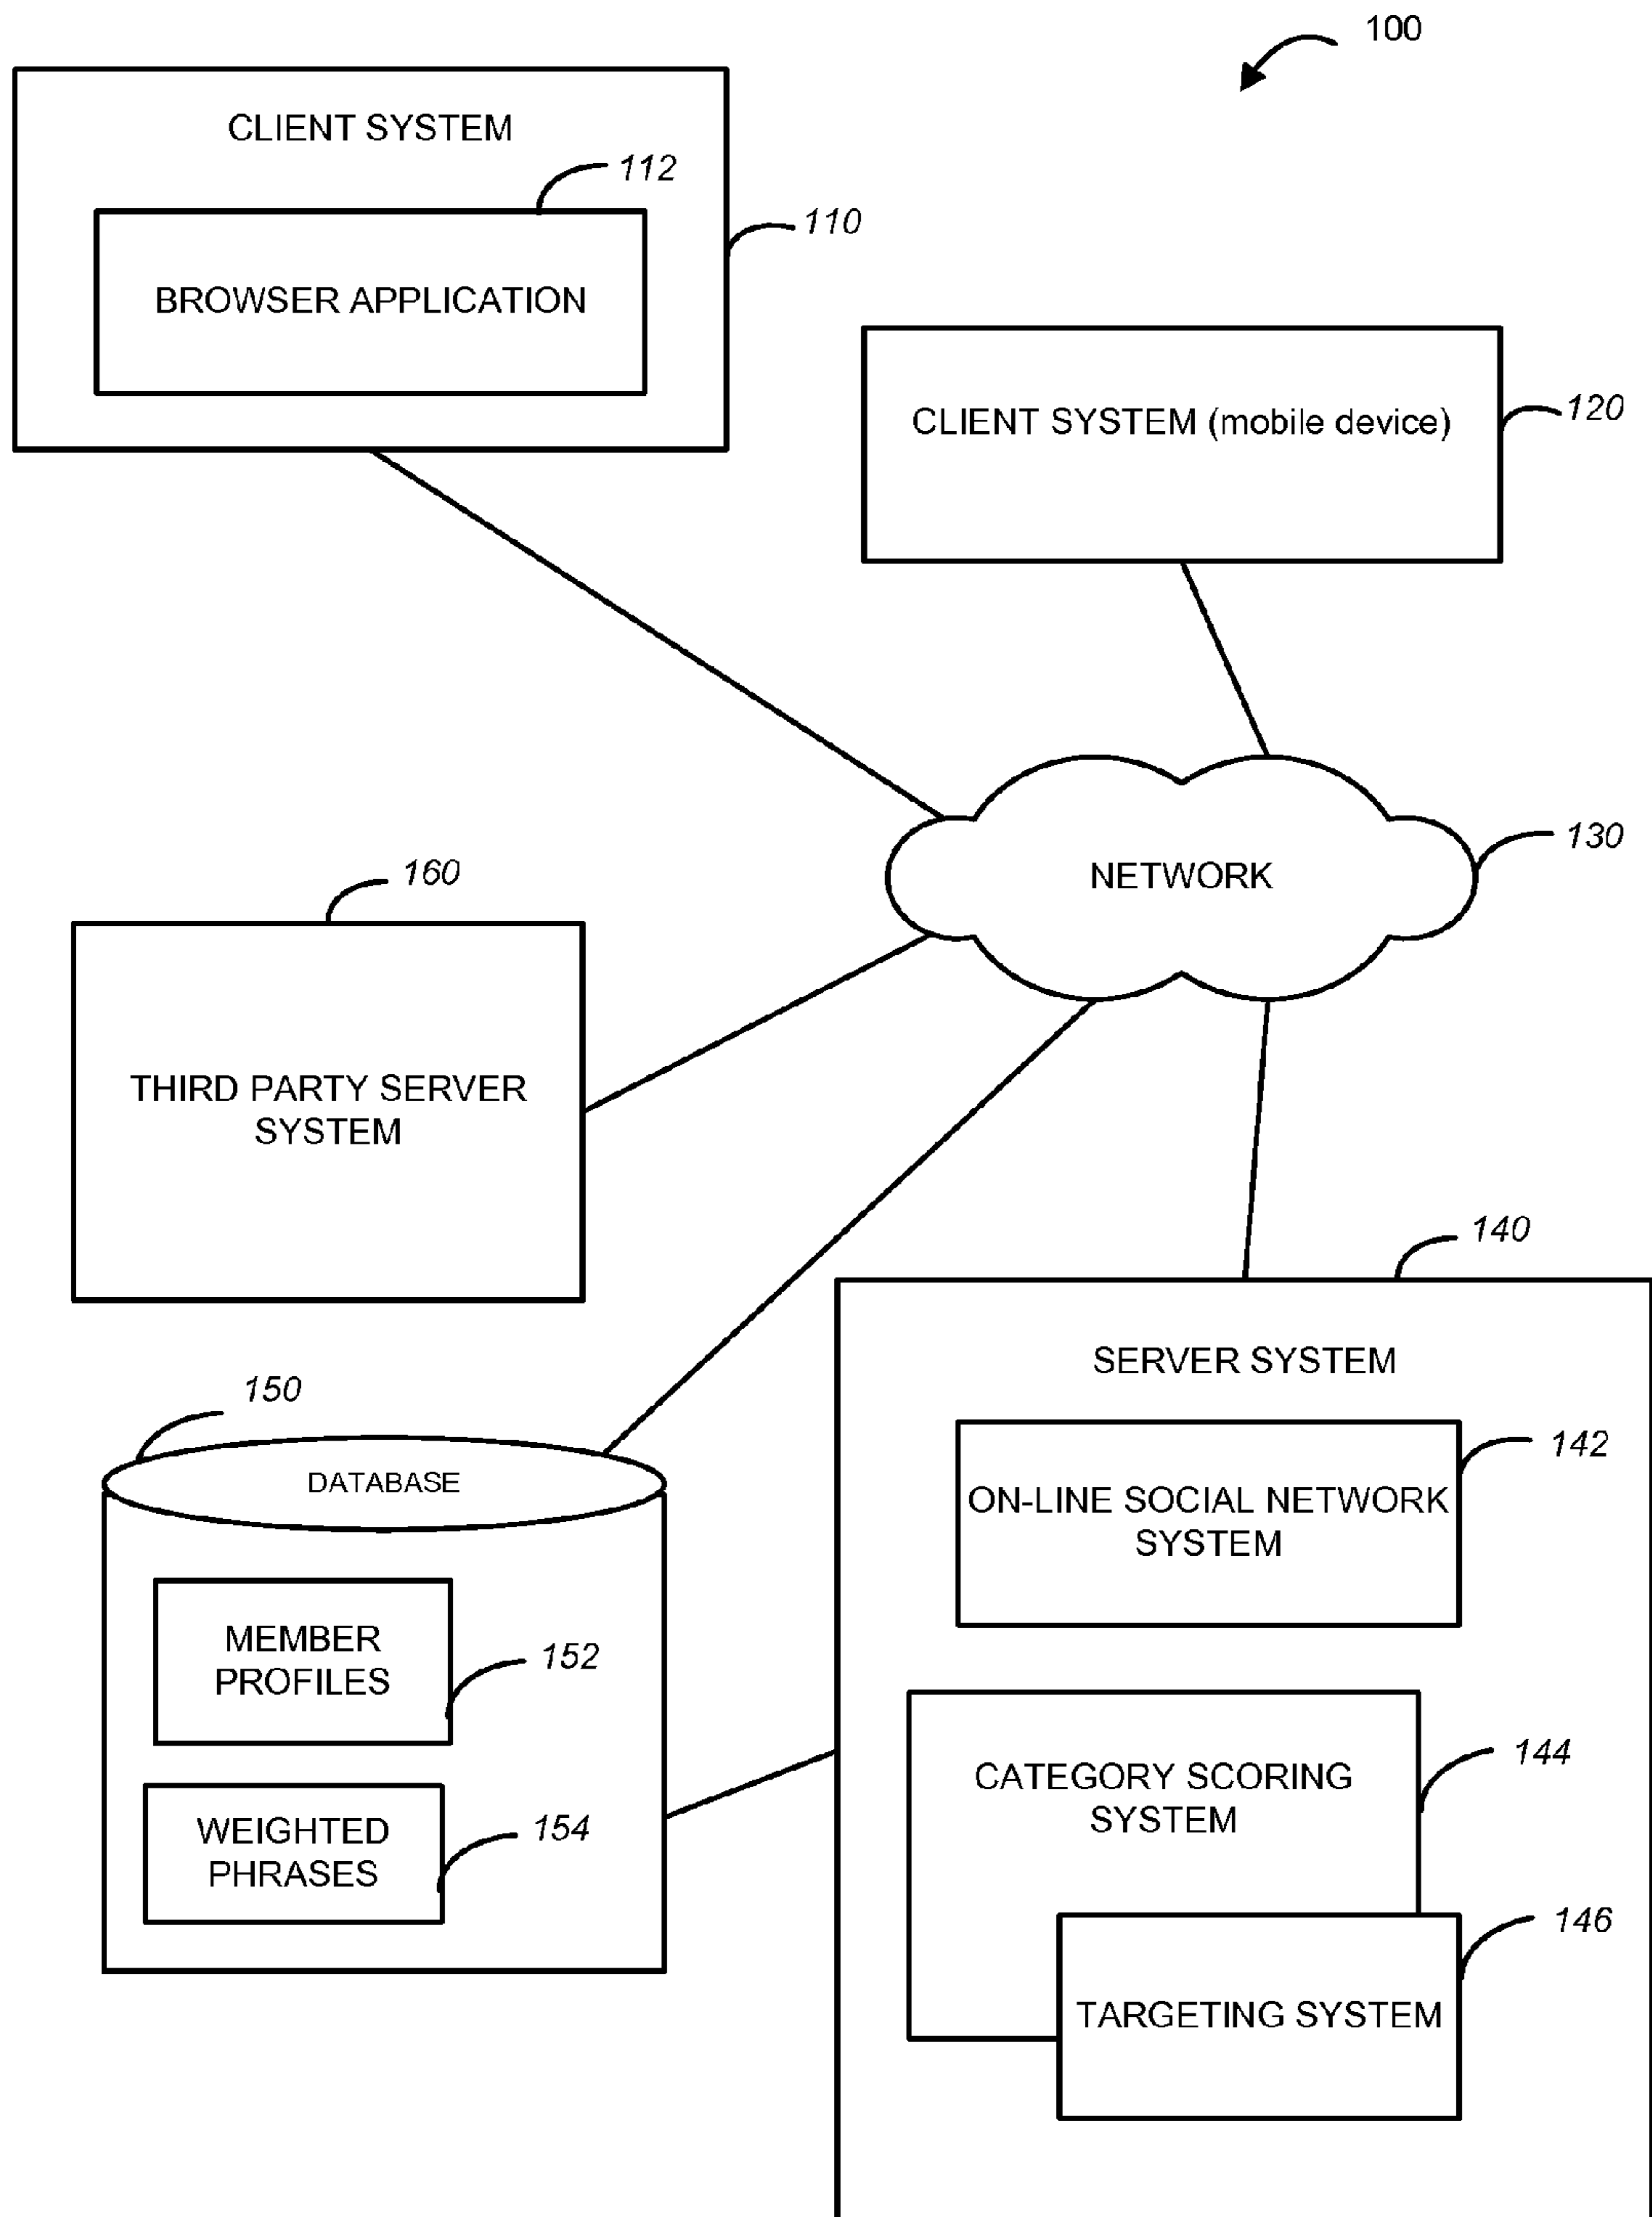 100
CLIENT SYSTEM
112
110
BROWSER APPLICATION
CLIENT SYSTEM (mobile device)
120
130
NETWORK
160
THIRD PARTY SERVER
SYSTEM
140
SERVER SYSTEM
150
DATABASE
142
ON-LINE SOCIAL NETWORK
SYSTEM
MEMBER
PROFILES
152
144
CATEGORY SCORING
SYSTEM
WEIGHTED
PHRASES
154
146
TARGETING SYSTEM